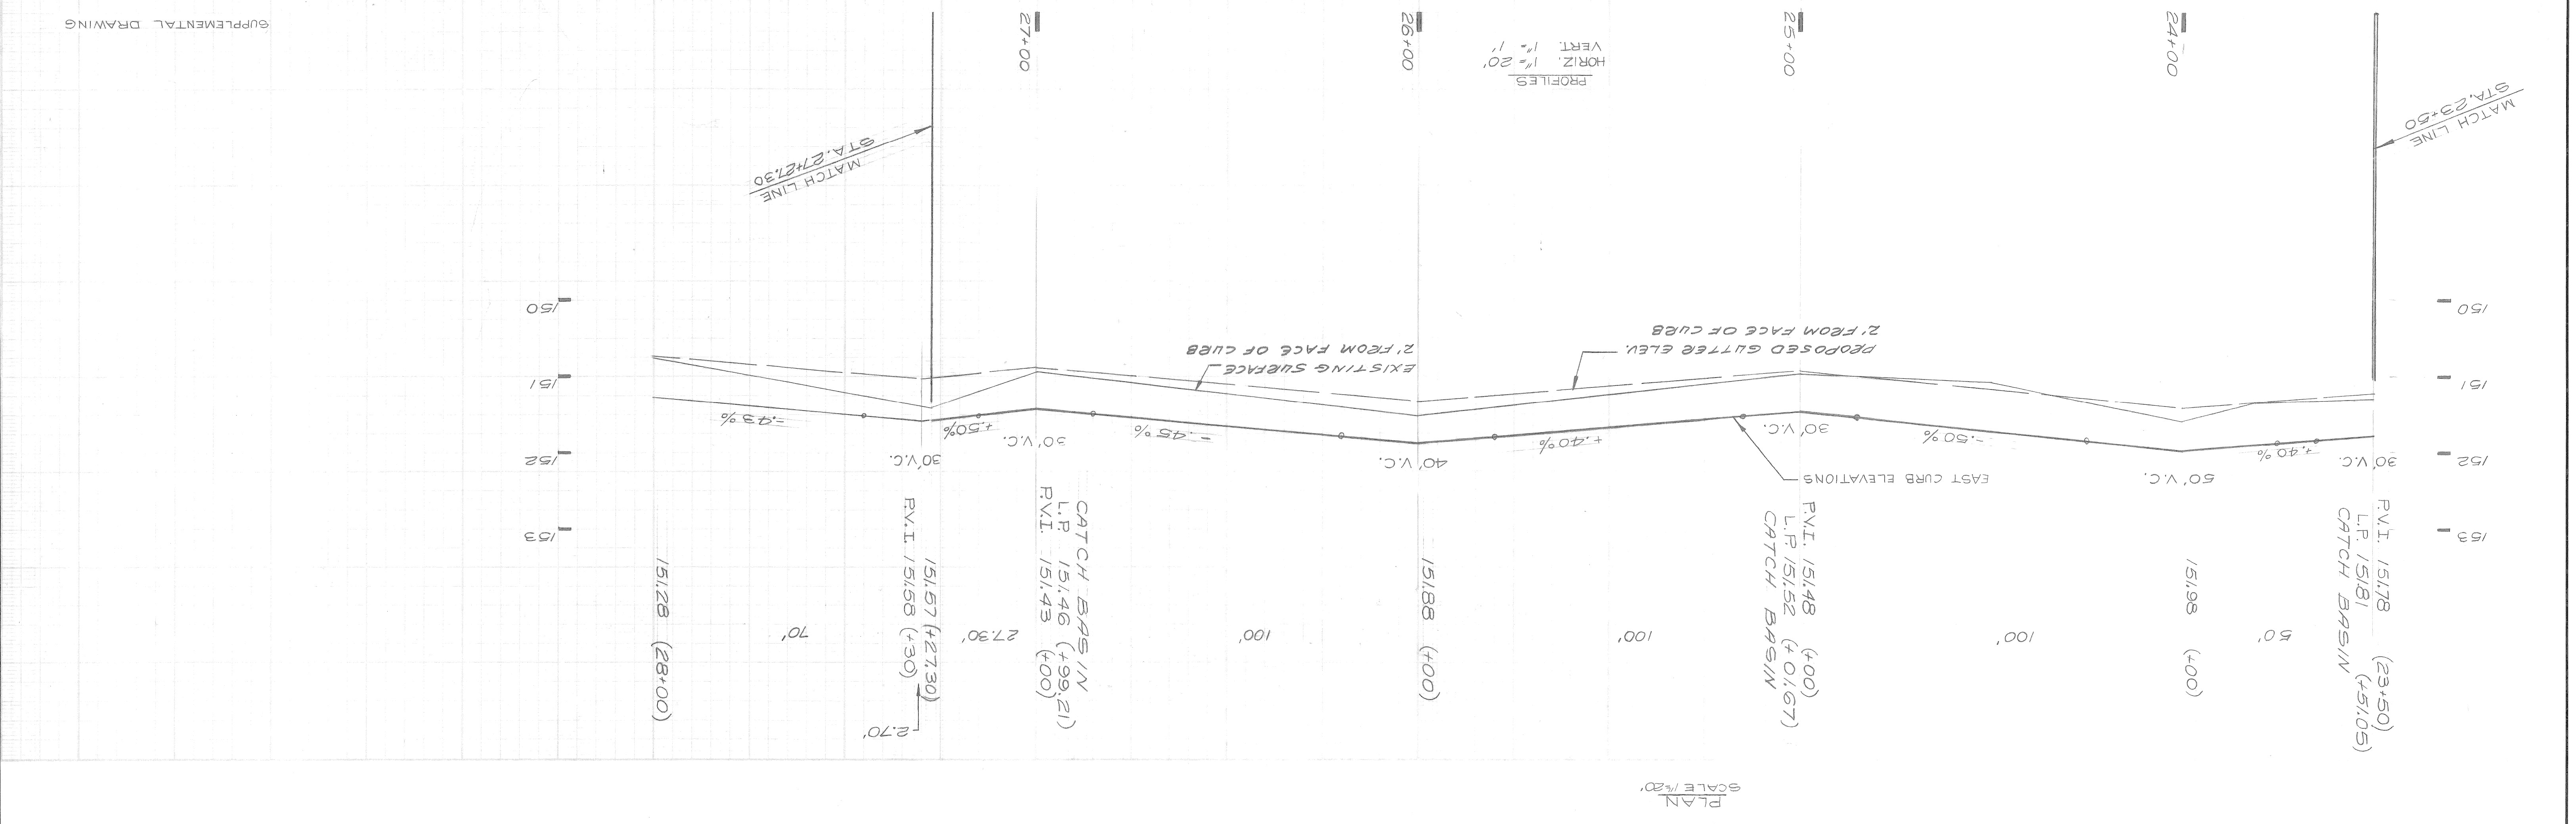 PLAN
SCALE 1"=20'
2.70'
50'
100'
100'
100'
27.30'
70'
P.V.I. 151.78 (23+50)
L.P. 151.81 (+51.05)
CATCH BASIN
151.98 (+00)
P.V.I. 151.48 (+00)
L.P. 151.52 (+01.67)
CATCH BASIN
151.88 (+00)
CATCH BASIN
L.P. 151.46 (+99.21)
P.V.I. 151.43 (+00)
151.57 (+27.30)
P.V.I. 151.58 (+30)
151.28 (28+00)
153
153
EAST CURB ELEVATIONS
152
30' V.C.
50' V.C.
30' V.C.
40' V.C.
30' V.C.
30' V.C.
152
+.40%
-.50%
+.40%
-.45%
+.50%
-.43%
151
PROPOSED GUTTER ELEV.
2' FROM FACE OF CURB
EXISTING SURFACE
2' FROM FACE OF CURB
151
150
150
MATCH LINE
STA. 23+50
MATCH LINE
STA. 27+27.30
PROFILES
HORIZ. 1"=20'
VERT. 1"=1'
24+00
25+00
26+00
27+00
SUPPLEMENTAL DRAWING